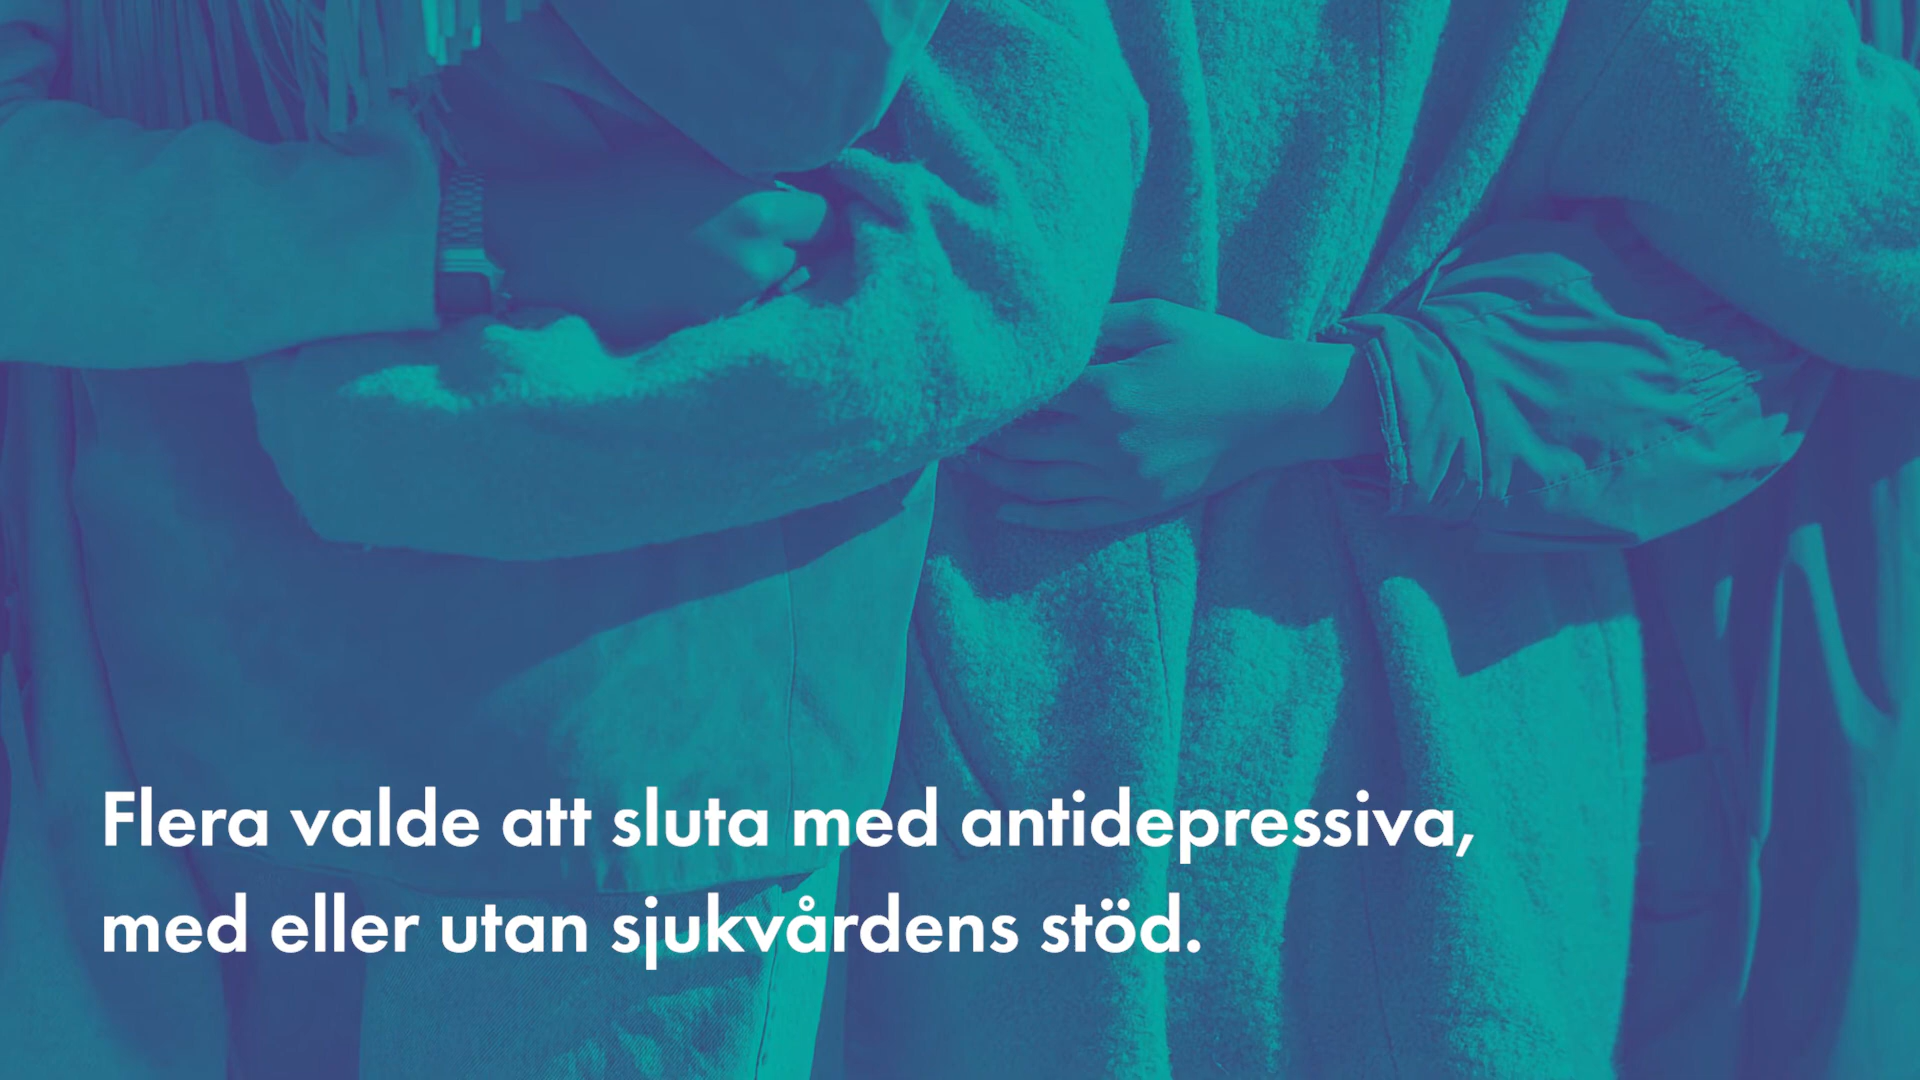 Flera valde att sluta med antidepressiva,
med eller utan sjukvårdens stöd.